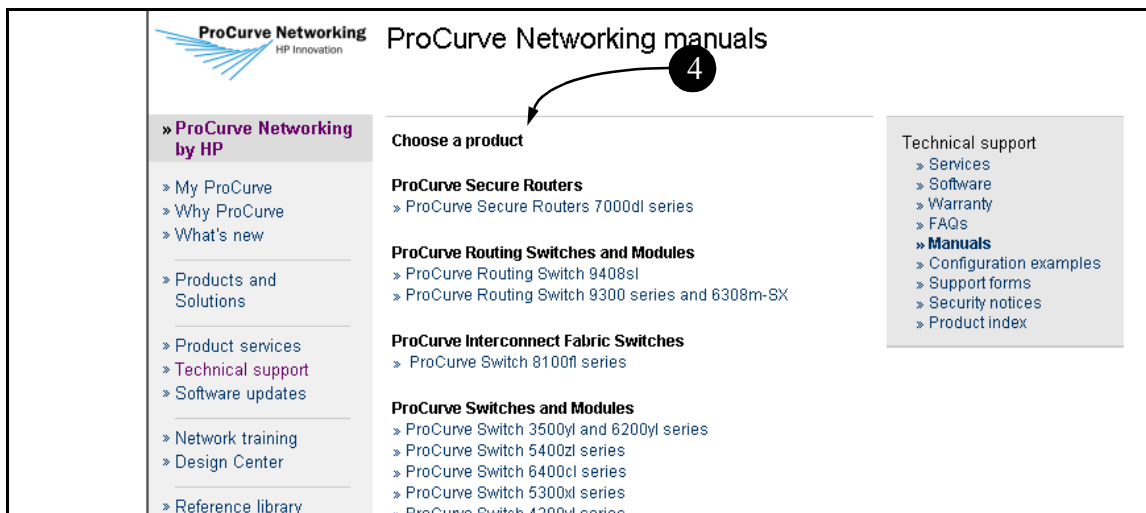 ProCurve Networking
HP Innovation
ProCurve Networking manuals
4
» ProCurve Networking
by HP
» My ProCurve
» Why ProCurve
» What's new
» Products and
Solutions
» Product services
» Technical support
» Software updates
» Network training
» Design Center
» Reference library
Choose a product
ProCurve Secure Routers
» ProCurve Secure Routers 7000dl series
ProCurve Routing Switches and Modules
» ProCurve Routing Switch 9408sl
» ProCurve Routing Switch 9300 series and 6308m-SX
ProCurve Interconnect Fabric Switches
» ProCurve Switch 8100fl series
ProCurve Switches and Modules
» ProCurve Switch 3500yl and 6200yl series
» ProCurve Switch 5400zl series
» ProCurve Switch 6400cl series
» ProCurve Switch 5300xl series
» ProCurve Switch series
Technical support
» Services
» Software
» Warranty
» FAQs
» Manuals
» Configuration examples
» Support forms
» Security notices
» Product index